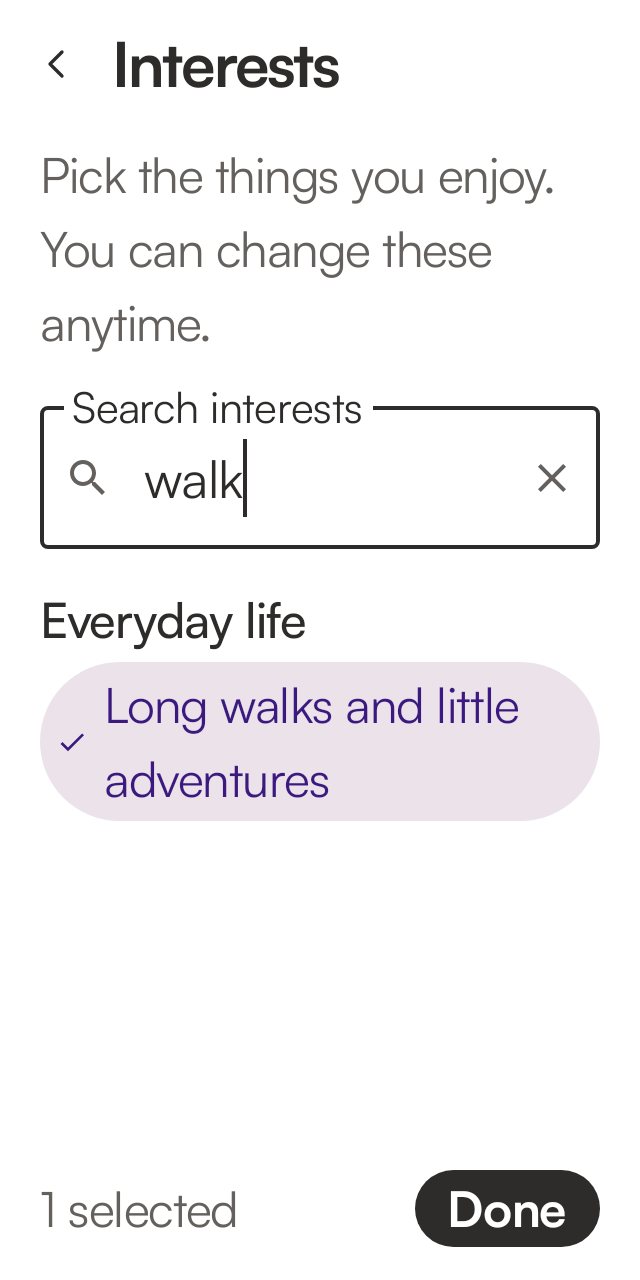 Interests
Pick the things you enjoy.
You can change these
anytime.
Search interests
walk
Everyday life
Long walks and little
adventures
1 selected
Done